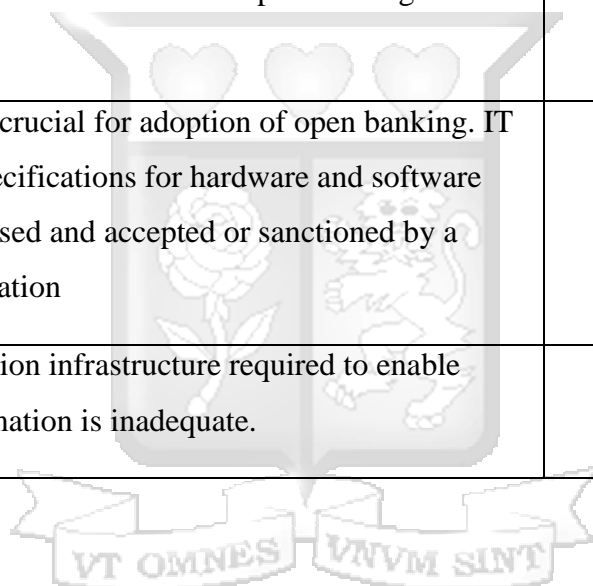 crucial for adoption of open banking. IT
ecifications for hardware and software
sed and accepted or sanctioned by a
ation
ion infrastructure required to enable
nation is inadequate.
VT OMNES VNVM SINT